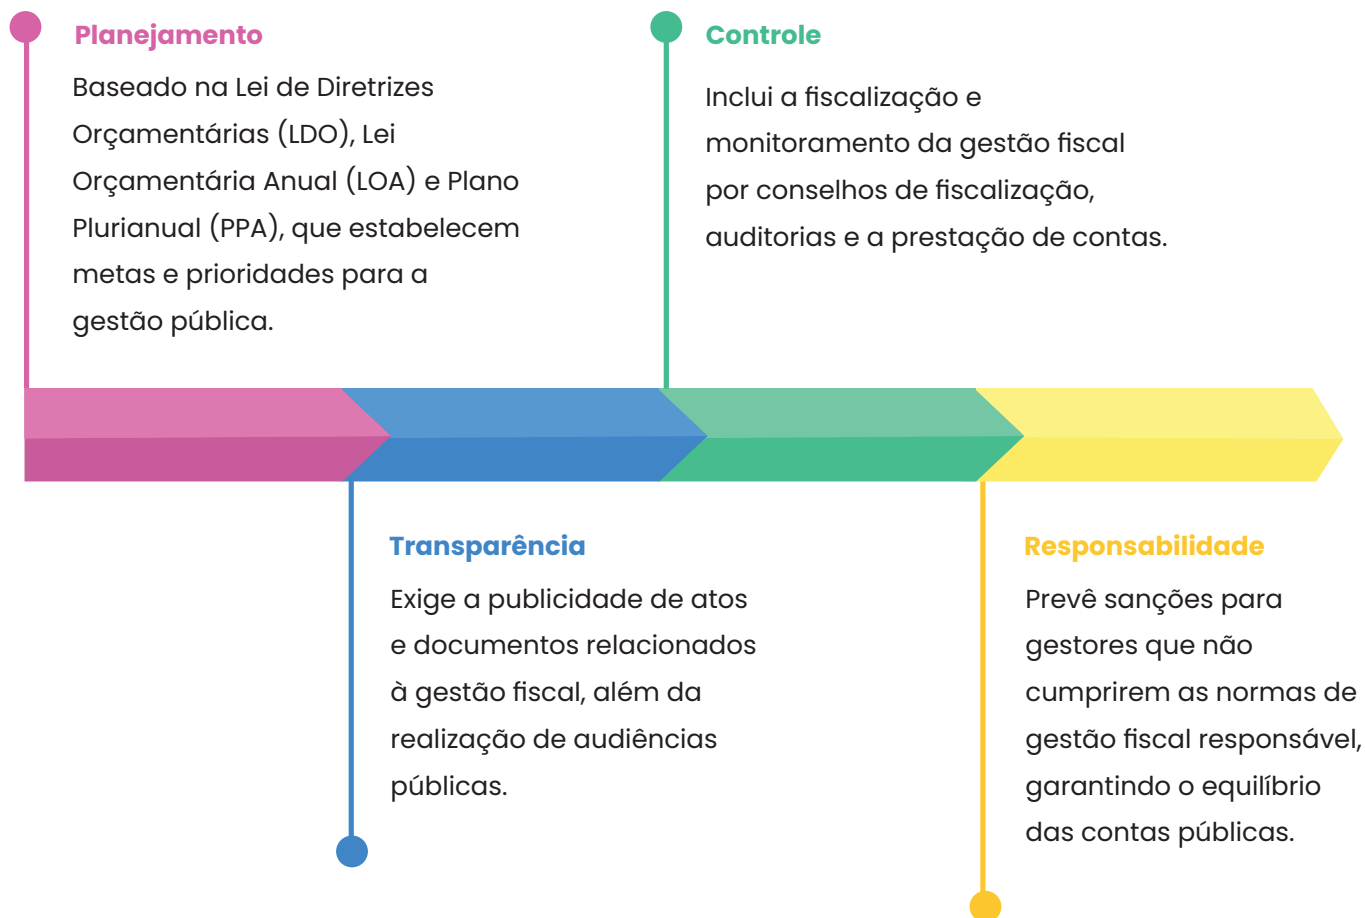 Planejamento
Baseado na Lei de Diretrizes
Orçamentárias (LDO), Lei
Orçamentária Anual (LOA) e Plano
Plurianual (PPA), que estabelecem
metas e prioridades para a
gestão pública.
Controle
Inclui a fiscalização e
monitoramento da gestão fiscal
por conselhos de fiscalização,
auditorias e a prestação de contas.
Transparência
Exige a publicidade de atos
e documentos relacionados
à gestão fiscal, além da
realização de audiências
públicas.
Responsabilidade
Prevê sanções para
gestores que não
cumprirem as normas de
gestão fiscal responsável,
garantindo o equilíbrio
das contas públicas.